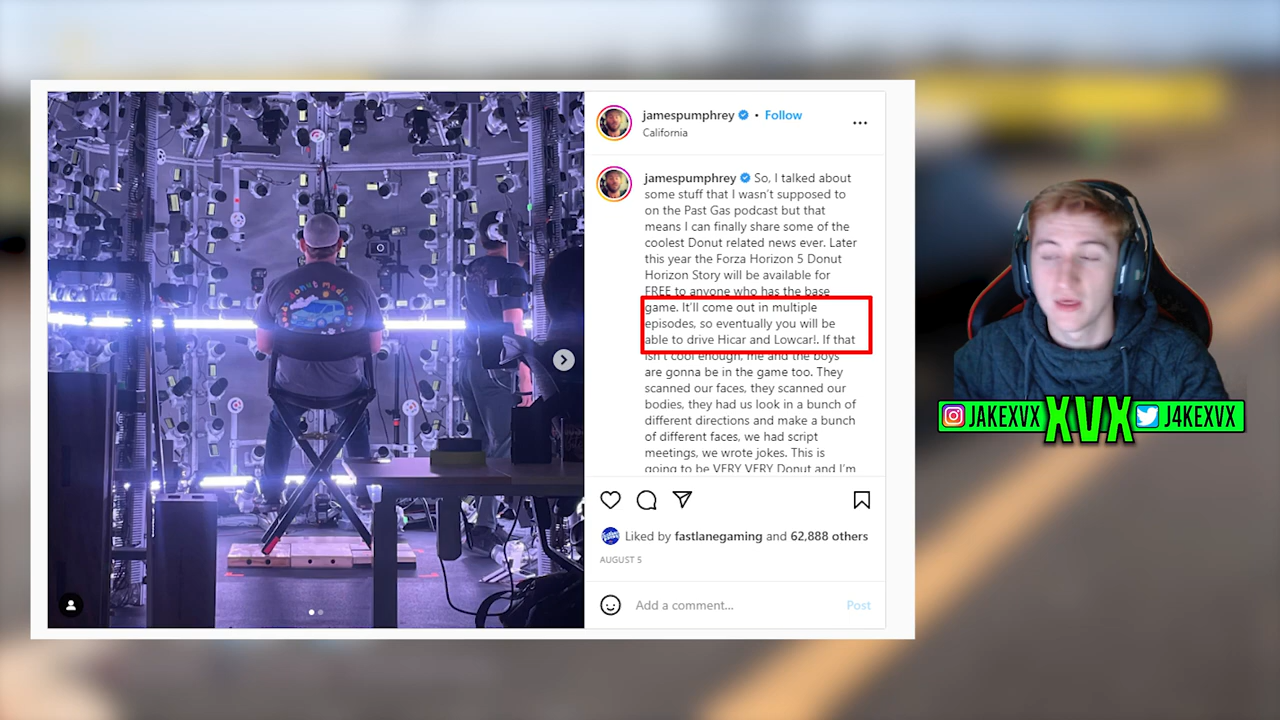 jamespumphrey • Follow
California
jamespumphrey So, I talked about
some stuff that I wasn't supposed to
on the Past Gas podcast but that
means I can finally share some of the
coolest Donut related news ever. Later
this year the Forza Horizon 5 Donut
Horizon Story will be available for
FREE to anyone who has the base
game. It'll come out in multiple
episodes, so eventually you will be
able to drive Hicar and Lowcar!. If that
isn't cool enough, me and the boys
are gonna be in the game too. They
scanned our faces, they scanned our
bodies, they had us look in a bunch of
different directions and make a bunch
of different faces, we had script
meetings, we wrote jokes. This is
going to be VERY VERY Donut and I'm
Liked by fastlanegaming and 62,888 others
AUGUST 5
Add a comment... Post
donut media
JAKEXVX XVX J4KEXVX